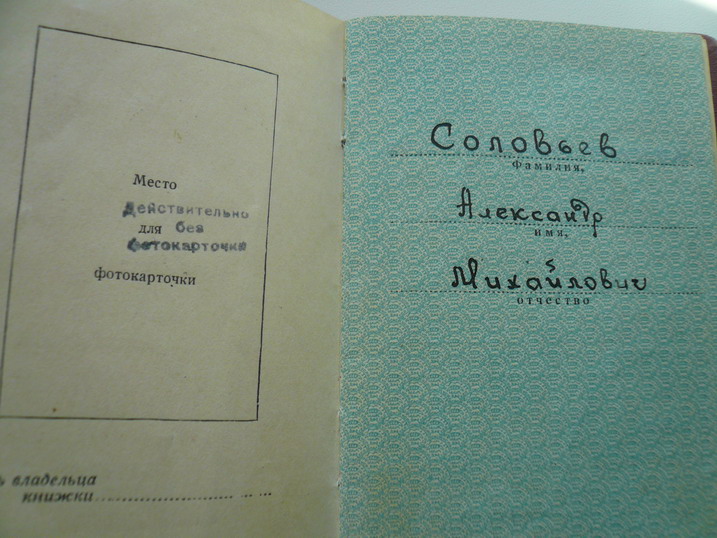 Место
Действительно
для без
фотокарточки
фотокарточки
владельца
книжки
Соловьев
фамилия,
Александр
имя,
Михайлович
отчество